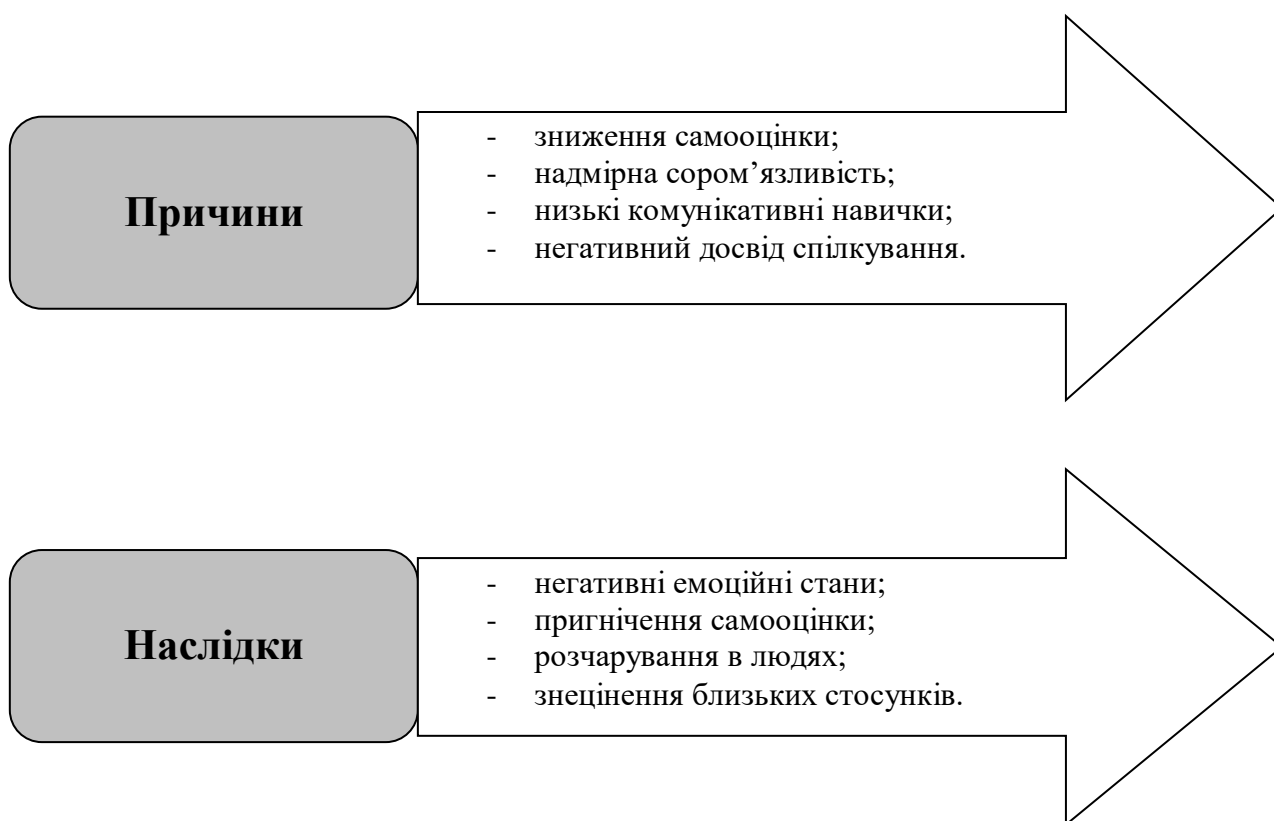 Причини
- зниження самооцінки;
- надмірна сором’язливість;
- низькі комунікативні навички;
- негативний досвід спілкування.
Наслідки
- негативні емоційні стани;
- пригнічення самооцінки;
- розчарування в людях;
- знецінення близьких стосунків.